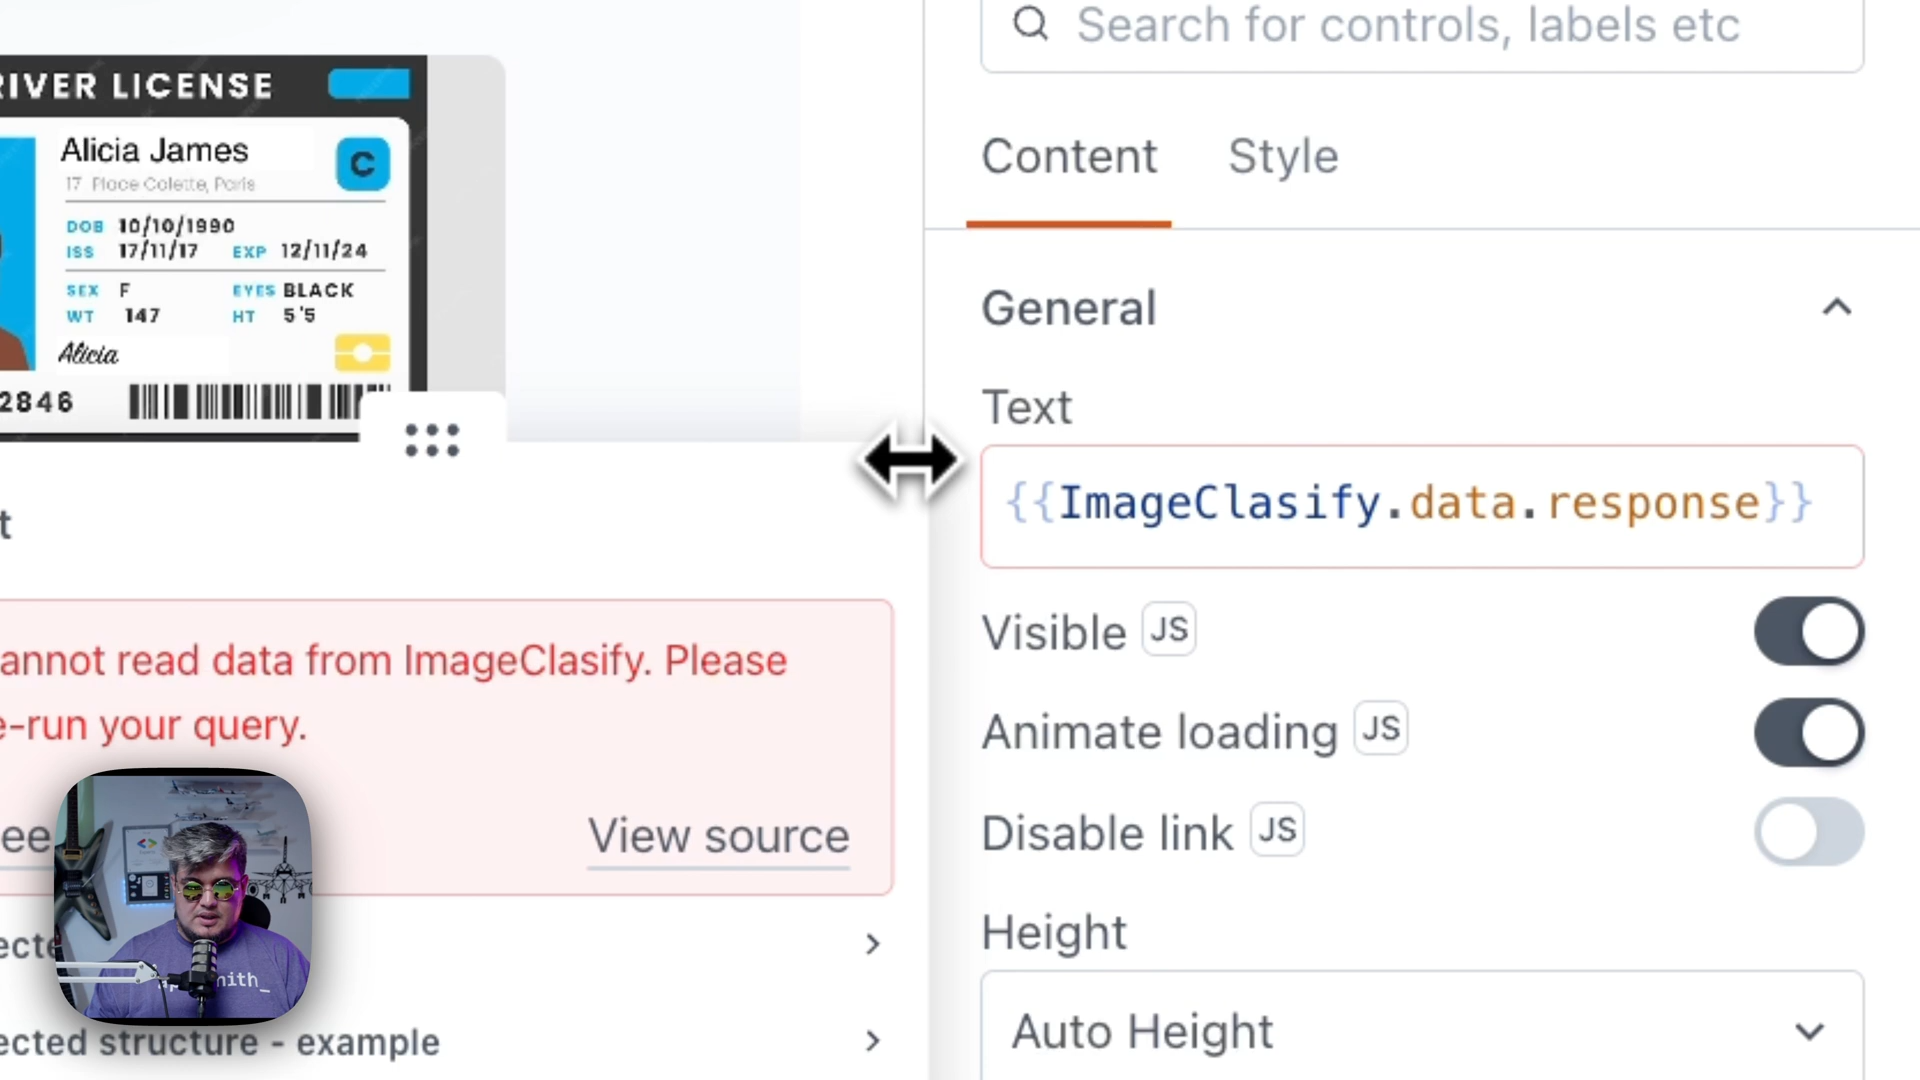 Search for controls, labels etc
RIVER LICENSE
Alicia James
C
17 Place Colette, Paris
DOB 10/10/1990
ISS 17/11/17 EXP 12/11/24
SEX F EYES BLACK
WT 147 HT 5'5
Alicia
2846
Content Style
General
Text
{{ImageClasify.data.response}}
t
annot read data from ImageClasify. Please
e-run your query.
ee
View source
Visible JS
Animate loading JS
Disable link JS
Height
Auto Height
ecte
ected structure - example